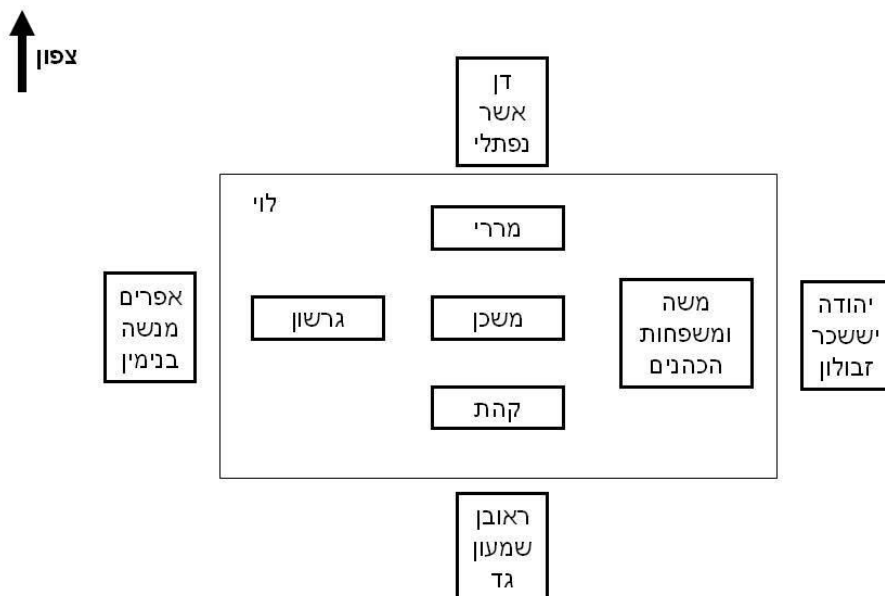 צפון
דן
אשר
נפתלי
לוי
מררי
יהודה
יששכר
זבולון
משה
ומשפחות
הכהנים
משכן
גרשון
אפרים
מנשה
בנימין
קהת
ראובן
שמעון
גד